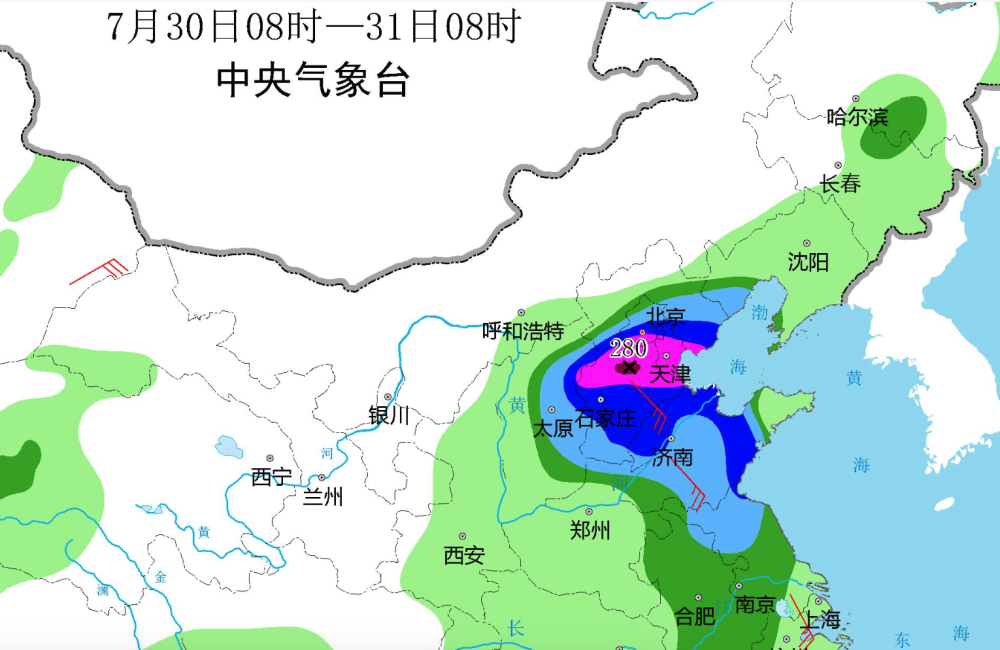 7月30日08时—31日08时
中央气象台
哈尔滨
长春
沈阳
呼和浩特
北京
渤
280
海
天津
黄
银川
黄
太原
石家庄
河
济南
海
西宁
兰州
河
郑州
黄
西安
金
澜
合肥
南京
江
上海
长
东
海